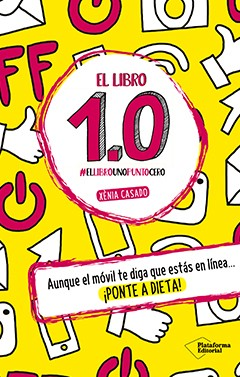 OFF
EL LIBRO
1.0
#ELLIBROUNOPUNTOCERO
XÈNIA CASADO
Aunque el móvil te diga que estás en línea...
¡PONTE A DIETA!
Plataforma
Editorial